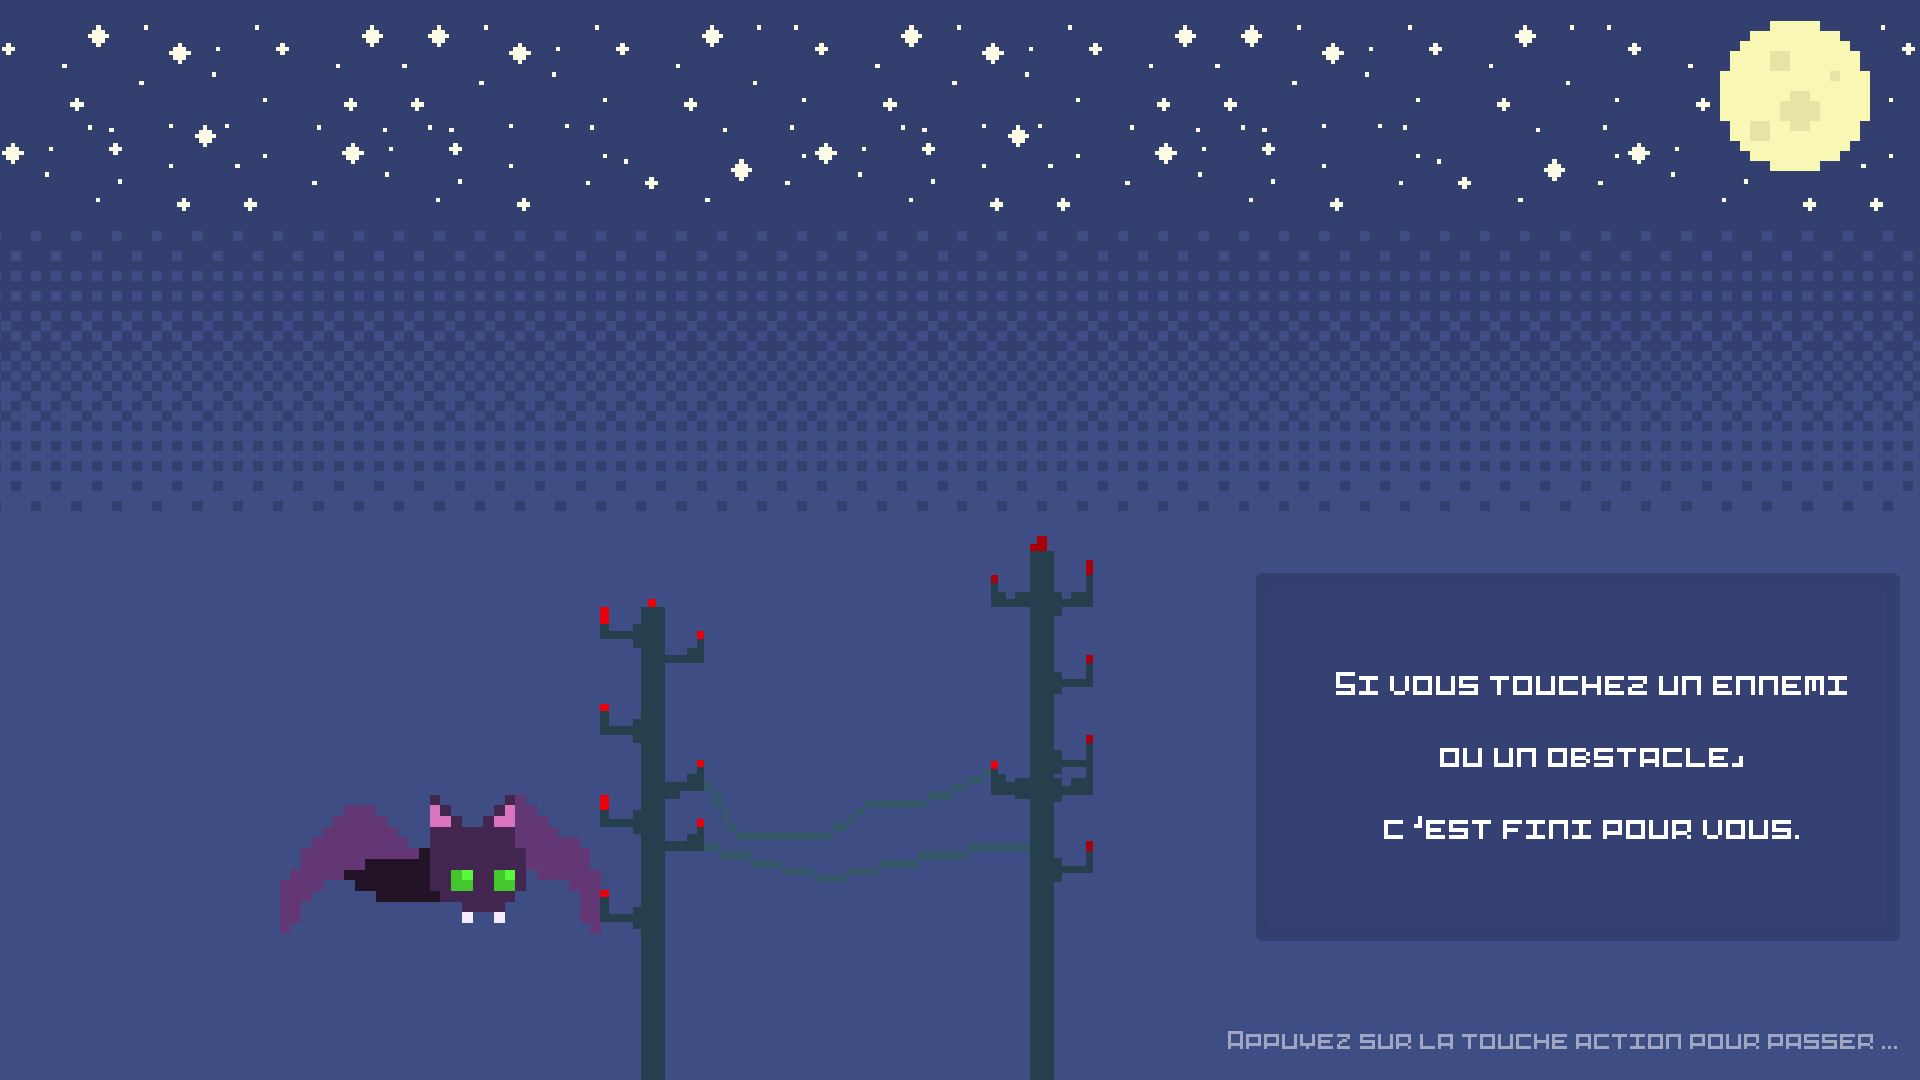 Si vous touchez un ennemi
ou un obstacle,
c'est fini pour vous.
Appuyez sur la touche action pour passer ...